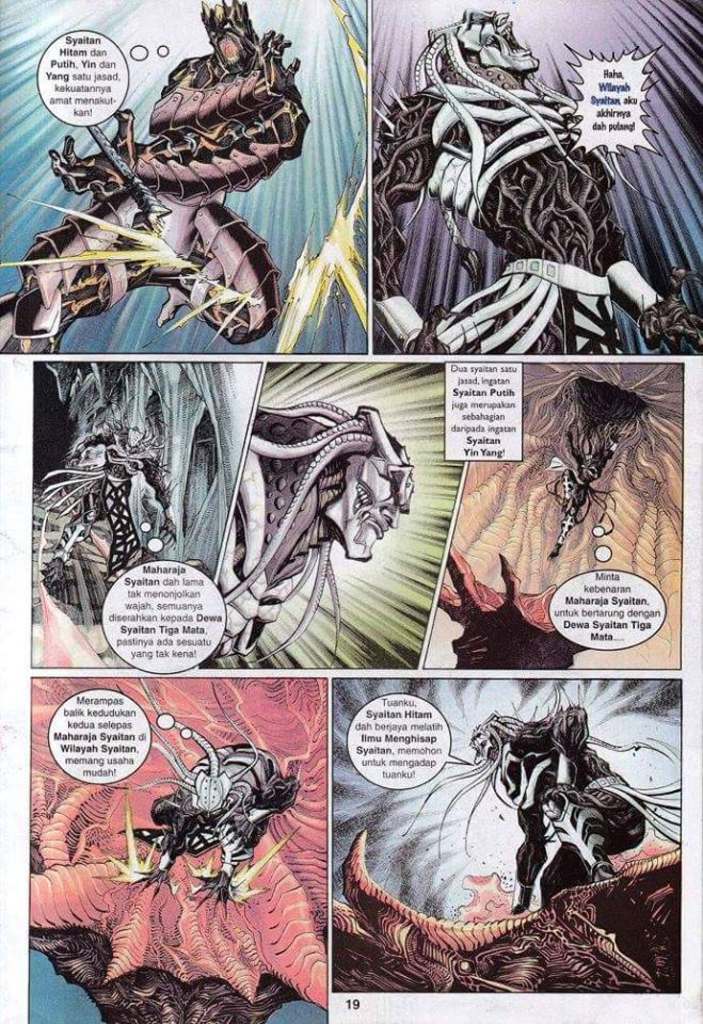 Syaitan
Hitam dan
Putih, Yin dan
Yang satu jasad,
kekuatannya
amat menakut-
kan!
Haha,
Wilayah
Syaitan, aku
akhirnya
dah pulang!
Maharaja
Syaitan dah lama
tak menonjolkan
wajah, semuanya
diserahkan kepada Dewa
Syaitan Tiga Mata,
pastinya ada sesuatu
yang tak kena!
Dua syaitan satu
jasad, ingatan
Syaitan Putih
juga merupakan
sebahagian
daripada ingatan
Syaitan
Yin Yang!
Minta
kebenaran
Maharaja Syaitan,
untuk bertarung dengan
Dewa Syaitan Tiga
Mata....
Merampas
balik kedudukan
kedua selepas
Maharaja Syaitan di
Wilayah Syaitan,
memang usaha
mudah!
Tuanku,
Syaitan Hitam
dah berjaya melatih
Ilmu Menghisap
Syaitan, memohon
untuk mengadap
tuanku!
19